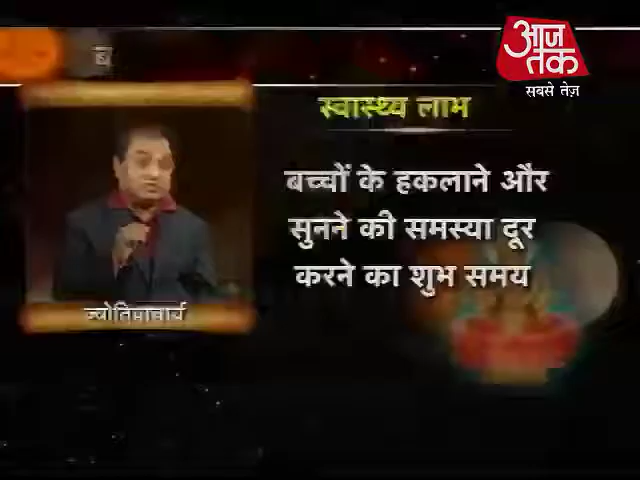 ब
आज
तक
सबसे तेज़
स्वास्थ्य लाभ
बच्चों के हकलाने और
सुनने की समस्या दूर
करने का शुभ समय
ज्योतिषाचार्य